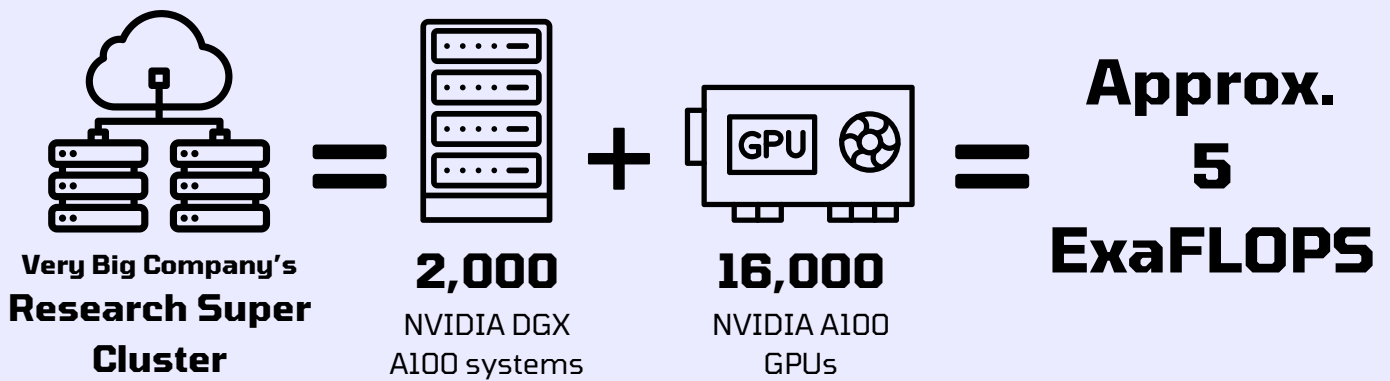 Very Big Company's
Research Super
Cluster
=
2,000
NVIDIA DGX
A100 systems
+
GPU
16,000
NVIDIA A100
GPUs
=
Approx.
5
ExaFLOPS